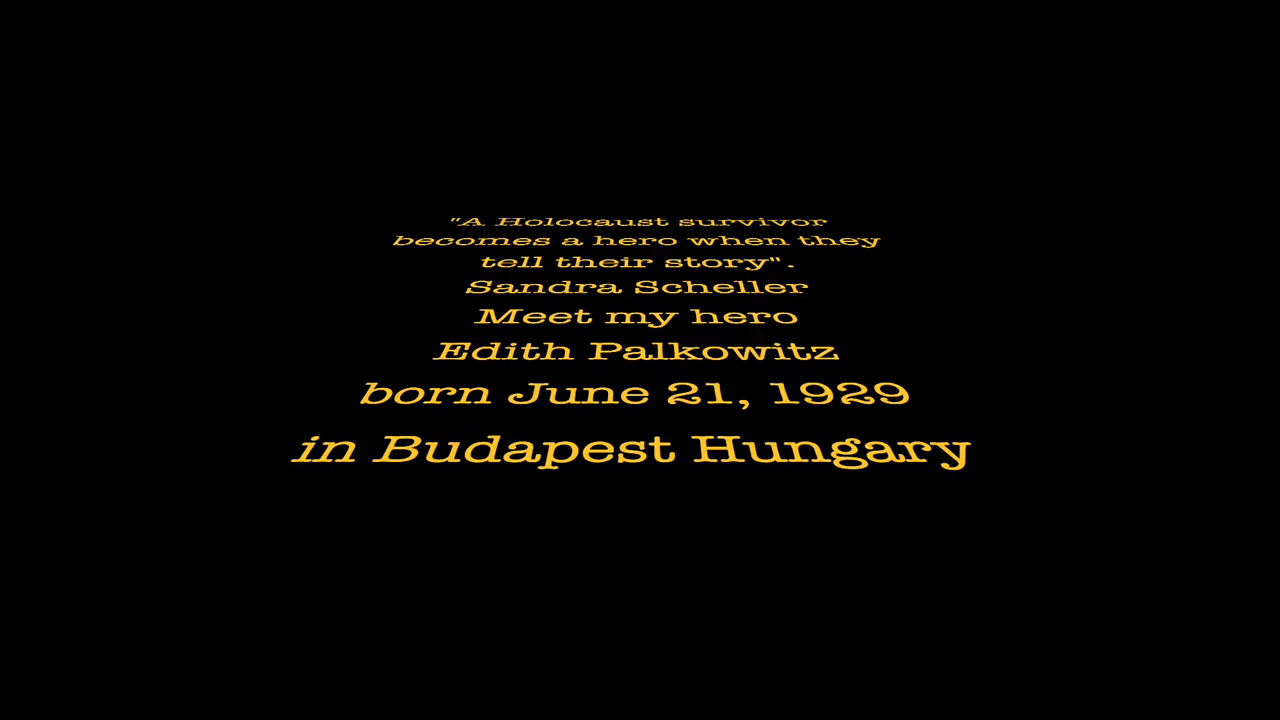 "A Holocaust survivor
becomes a hero when they
tell their story".
Sandra Scheller
Meet my hero
Edith Palkowitz
born June 21, 1929
in Budapest Hungary